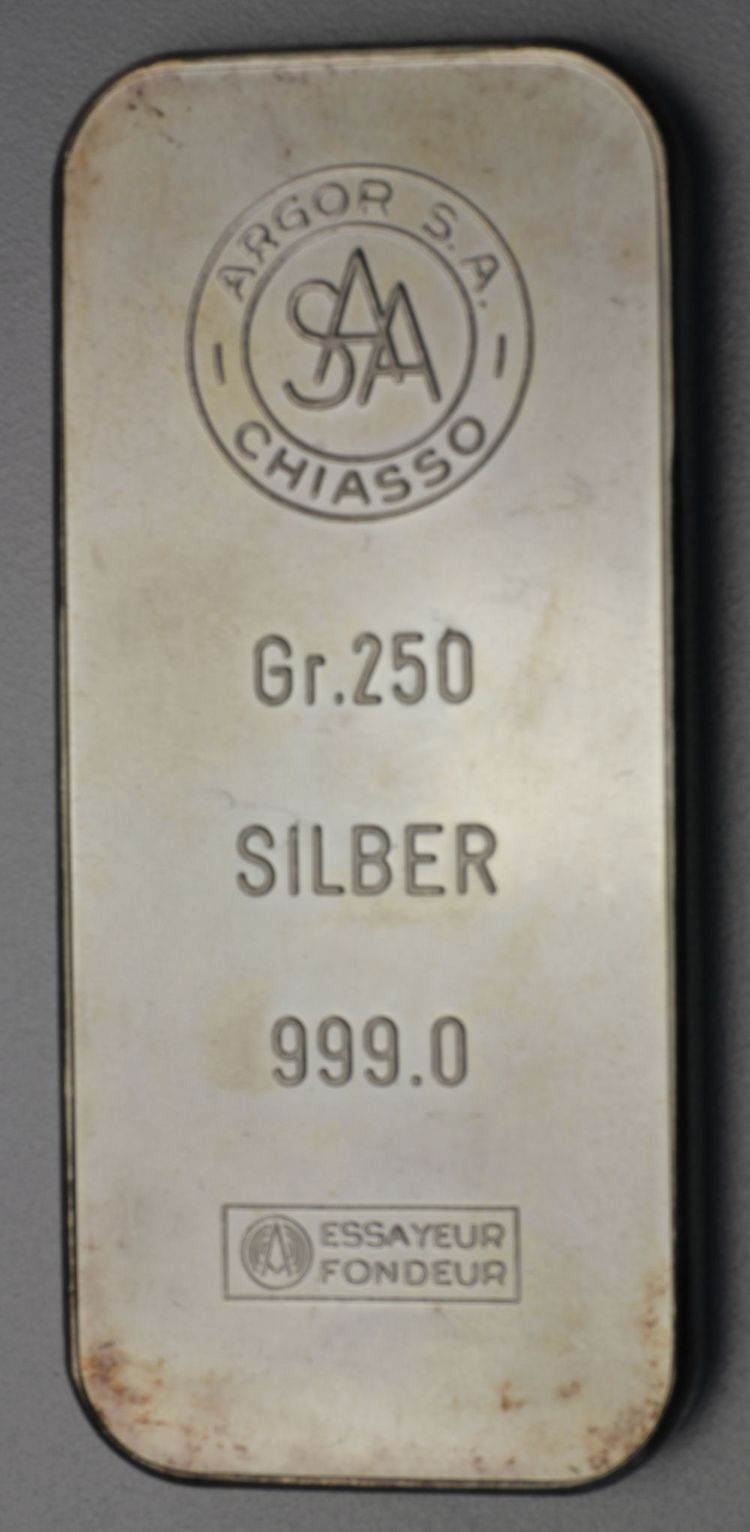 ARGOR S.A.
SAA
CHIASSO
Gr.250
SILBER
999.0
ESSAYEUR
FONDEUR